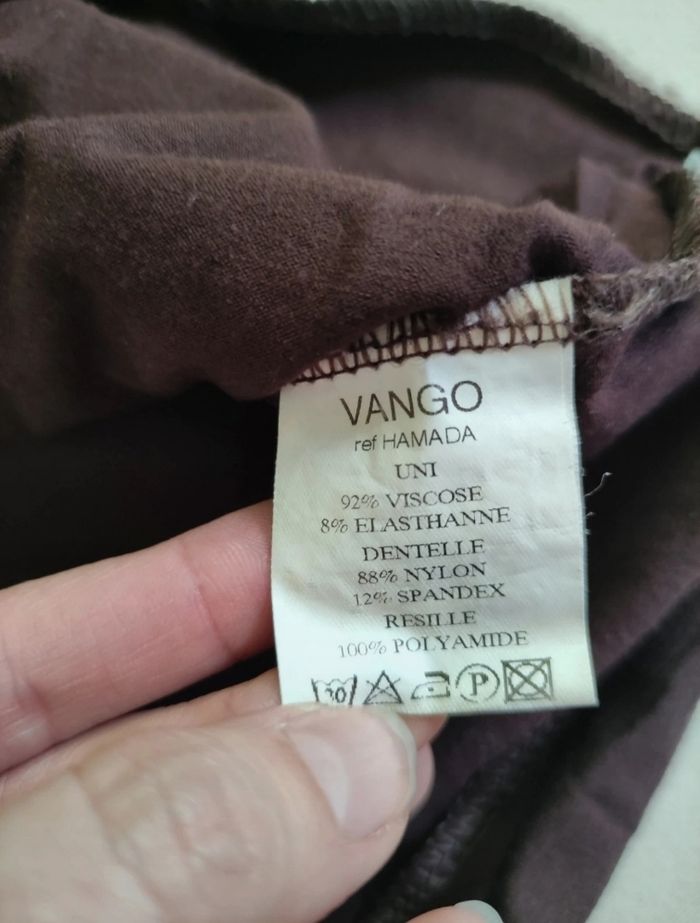 VANGO
ref HAMADA
UNI
92% VISCOSE
8% ELASTHANNE
DENTELLE
88% NYLON
12% SPANDEX
RESILLE
100% POLYAMIDE
30 P